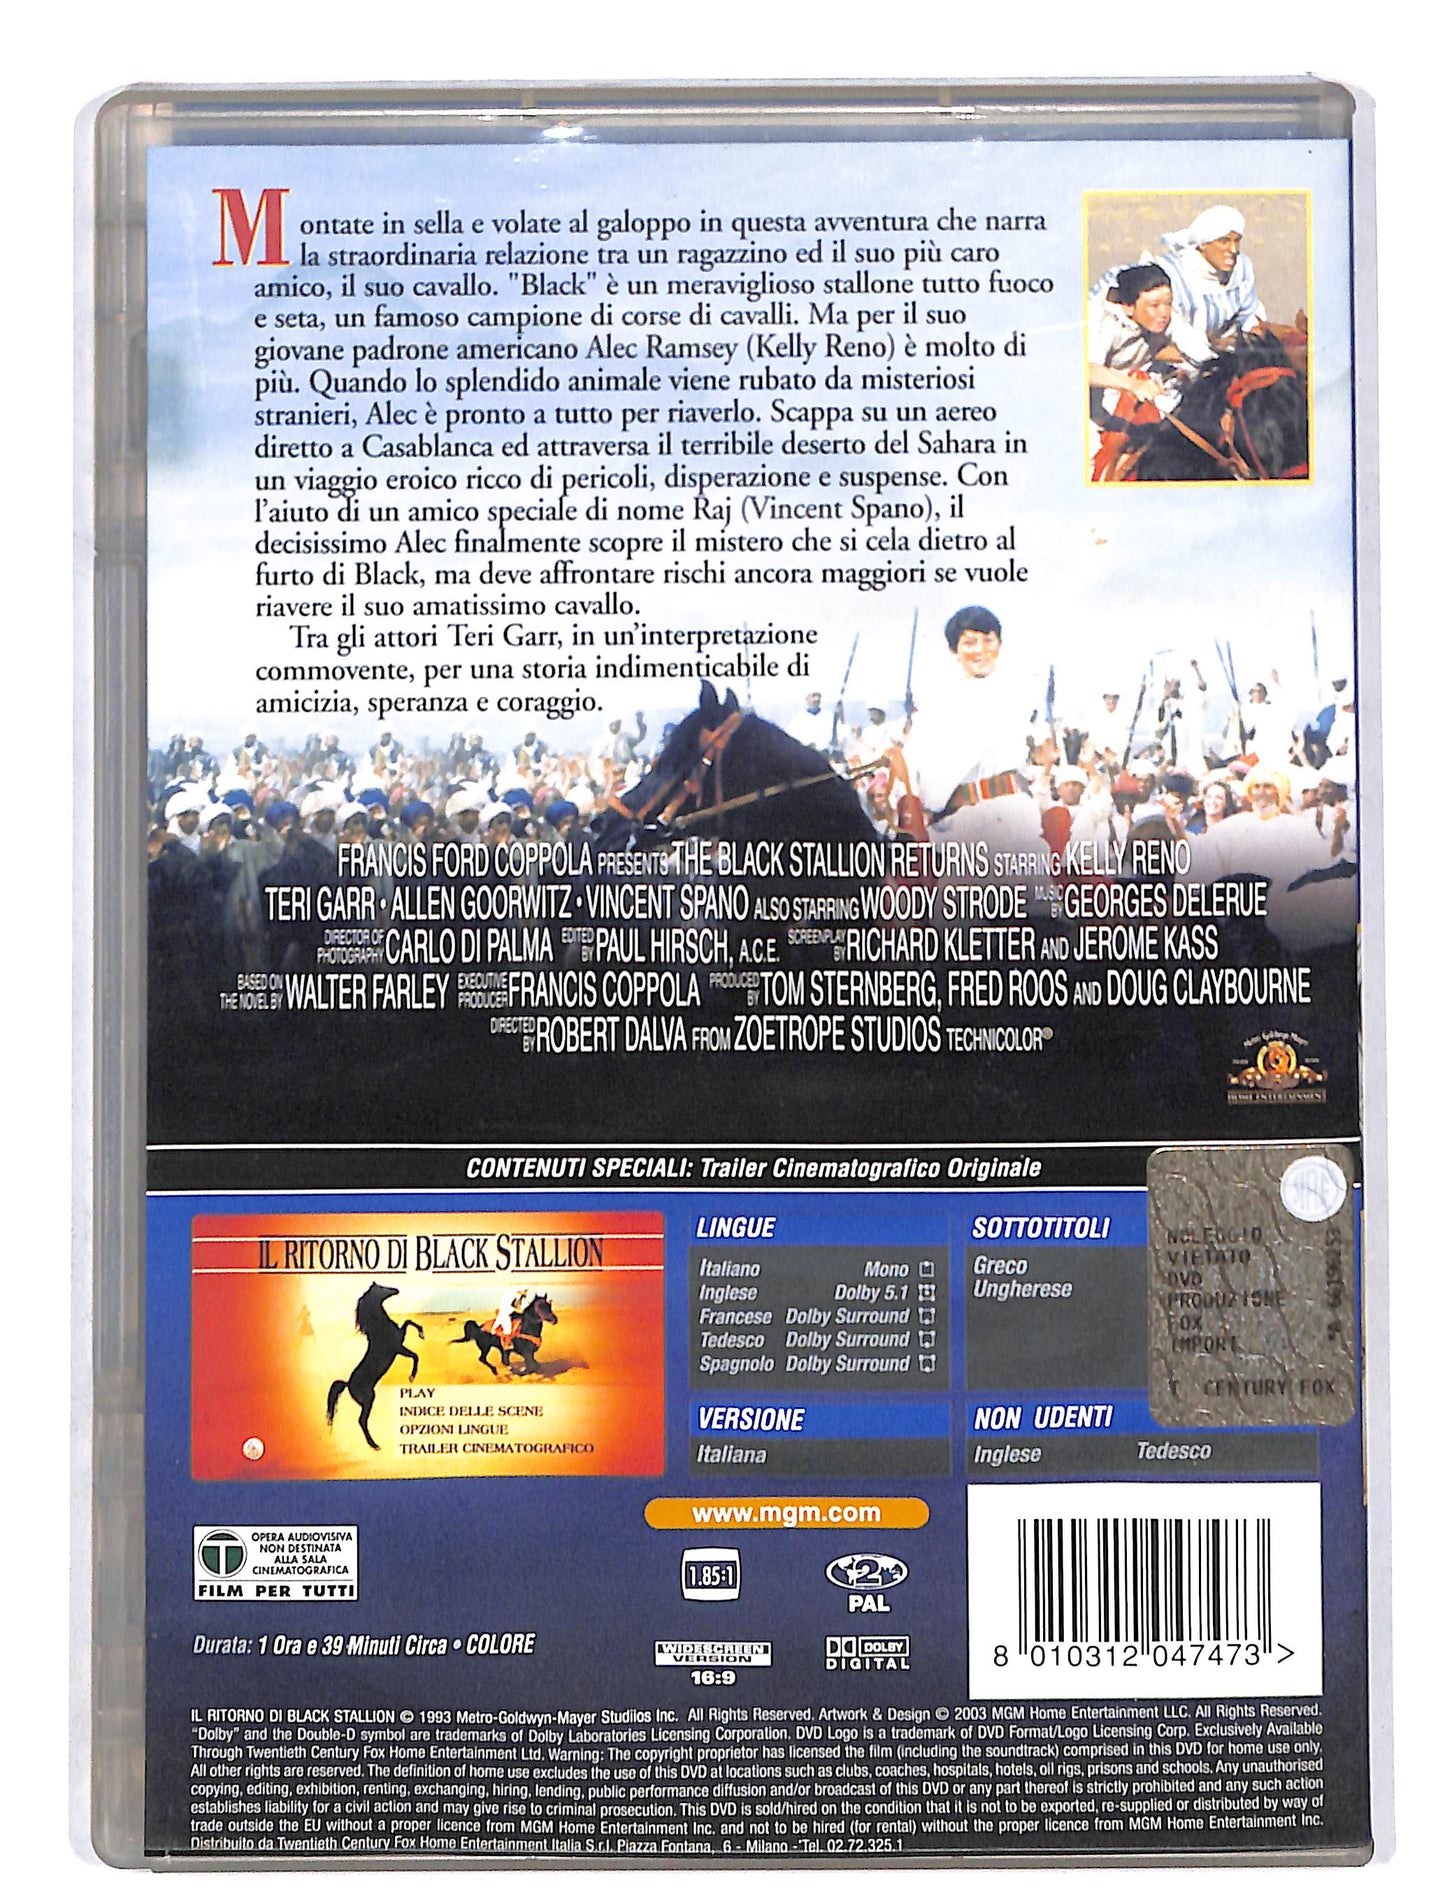 Montate in sella e volate al galoppo in questa avventura che narra
la straordinaria relazione tra un ragazzino ed il suo più caro
amico, il suo cavallo. "Black" è un meraviglioso stallone tutto fuoco
e seta, un famoso campione di corse di cavalli. Ma per il suo
giovane padrone americano Alec Ramsey (Kelly Reno) è molto di
più. Quando lo splendido animale viene rubato da misteriosi
stranieri, Alec è pronto a tutto per riaverlo. Scappa su un aereo
diretto a Casablanca ed attraversa il terribile deserto del Sahara in
un viaggio eroico ricco di pericoli, disperazione e suspense. Con
l'aiuto di un amico speciale di nome Raj (Vincent Spano), il
decisissimo Alec finalmente scopre il mistero che si cela dietro al
furto di Black, ma deve affrontare rischi ancora maggiori se vuole
riavere il suo amatissimo cavallo.
Tra gli attori Teri Garr, in un'interpretazione
commovente, per una storia indimenticabile di
amicizia, speranza e coraggio.
FRANCIS FORD COPPOLA PRESENTS THE BLACK STALLION RETURNS STARRING KELLY RENO
TERI GARR • ALLEN GOORWITZ • VINCENT SPANO ALSO STARRING WOODY STRODE MUSIC BY GEORGES DELERUE
DIRECTOR OF PHOTOGRAPHY CARLO DI PALMA EDITED BY PAUL HIRSCH, A.C.E. SCREENPLAY BY RICHARD KLETTER AND JEROME KASS
BASED ON THE NOVEL BY WALTER FARLEY EXECUTIVE PRODUCER FRANCIS COPPOLA PRODUCED BY TOM STERNBERG, FRED ROOS AND DOUG CLAYBOURNE
DIRECTED BY ROBERT DALVA FROM ZOETROPE STUDIOS TECHNICOLOR®
HOME ENTERTAINMENT
CONTENUTI SPECIALI: Trailer Cinematografico Originale
IL RITORNO DI BLACK STALLION
PLAY
INDICE DELLE SCENE
OPZIONI LINGUE
TRAILER CINEMATOGRAFICO
LINGUE
Italiano Mono
Inglese Dolby 5.1
Francese Dolby Surround
Tedesco Dolby Surround
Spagnolo Dolby Surround
VERSIONE
Italiana
SOTTOTITOLI
Greco
Ungherese
NON UDENTI
Inglese Tedesco
NOLEGGIO
VIETATO
DVD
PRODUZIONE
FOX
IMPORT
T CENTURY FOX
www.mgm.com
T OPERA AUDIOVISIVA
NON DESTINATA
ALLA SALA
CINEMATOGRAFICA
FILM PER TUTTI
1.85:1
2
PAL
Durata: 1 Ora e 39 Minuti Circa • COLORE
WIDESCREEN
VERSION
16:9
DOLBY
DIGITAL
8 010312 047473 >
IL RITORNO DI BLACK STALLION © 1993 Metro-Goldwyn-Mayer Studiios Inc. All Rights Reserved. Artwork & Design © 2003 MGM Home Entertainment LLC. All Rights Reserved.
"Dolby" and the Double-D symbol are trademarks of Dolby Laboratories Licensing Corporation. DVD Logo is a trademark of DVD Format/Logo Licensing Corp. Exclusively Available
Through Twentieth Century Fox Home Entertainment Ltd. Warning: The copyright proprietor has licensed the film (including the soundtrack) comprised in this DVD for home use only.
All other rights are reserved. The definition of home use excludes the use of this DVD at locations such as clubs, coaches, hospitals, hotels, oil rigs, prisons and schools. Any unauthorised
copying, editing, exhibition, renting, exchanging, hiring, lending, public performance diffusion and/or broadcast of this DVD or any part thereof is strictly prohibited and any such action
establishes liability for a civil action and may give rise to criminal prosecution. This DVD is sold/hired on the condition that it is not to be exported, re-supplied or distributed by way of
trade outside the EU without a proper licence from MGM Home Entertainment Inc. and not to be hired (for rental) without the proper licence from MGM Home Entertainment Inc.
Distribuito da Twentieth Century Fox Home Entertainment Italia S.r.l. Piazza Fontana, 6 - Milano - Tel. 02.72.325.1